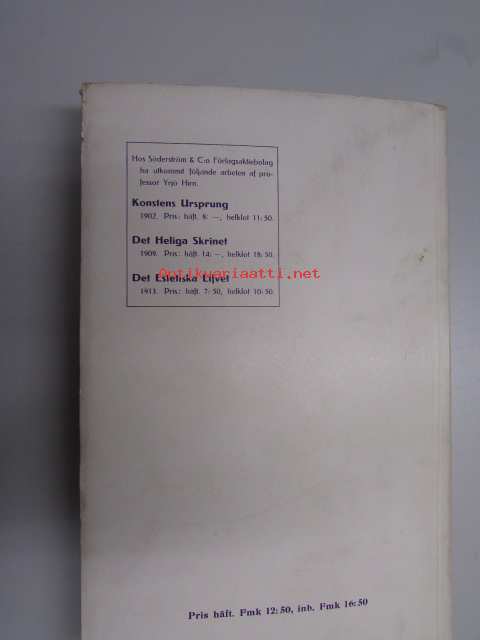 Hos Söderström & C:o Förlagsaktiebolag
ha utkommit följande arbeten af pro-
fessor Yrjö Hirn.
Konstens Ursprung
1902. Pris: häft. 8: —, helklot 11: 50.
Det Heliga Skrinet
1909. Pris: häft. 14: —, helklot 18: 50.
Antikvariaatti.net
Det Estetiska Lifvet
1913. Pris: häft. 7: 50, helklot 10: 50.
Pris häft. Fmk 12: 50, inb. Fmk 16: 50